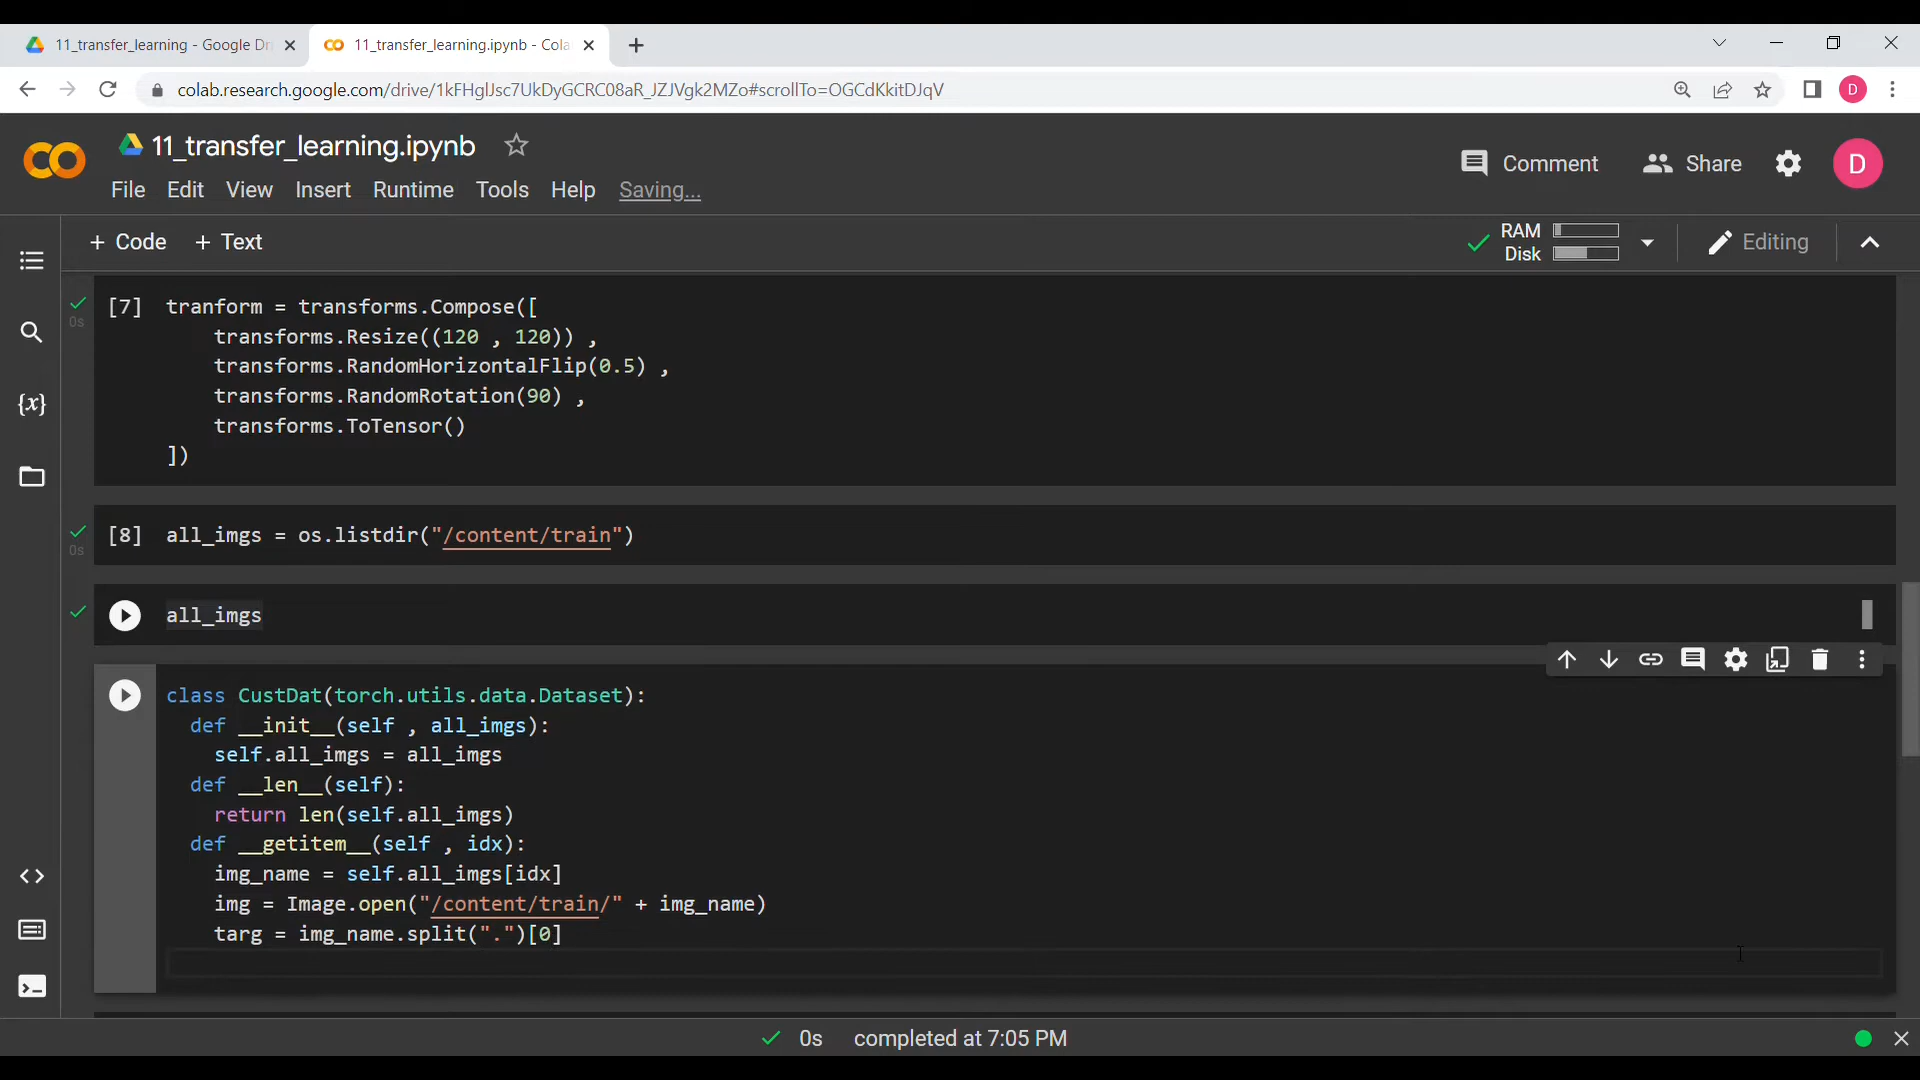 11_transfer_learning - Google Dr
11_transfer_learning.ipynb - Cola
colab.research.google.com/drive/1kFHglJsc7UkDyGCRC08aR_JZJVgk2MZo#scrollTo=OGCdKkitDJqV
D
11_transfer_learning.ipynb
Comment
Share
D
File Edit View Insert Runtime Tools Help Saving...
+ Code + Text
RAM
Disk
Editing
[7] tranform = transforms.Compose([
0s
transforms.Resize((120 , 120)) ,
transforms.RandomHorizontalFlip(0.5) ,
transforms.RandomRotation(90) ,
transforms.ToTensor()
])
[8] all_imgs = os.listdir("/content/train")
0s
all_imgs
class CustDat(torch.utils.data.Dataset):
def __init__(self , all_imgs):
self.all_imgs = all_imgs
def __len__(self):
return len(self.all_imgs)
def __getitem__(self , idx):
img_name = self.all_imgs[idx]
img = Image.open("/content/train/" + img_name)
targ = img_name.split(".")[0]
0s completed at 7:05 PM